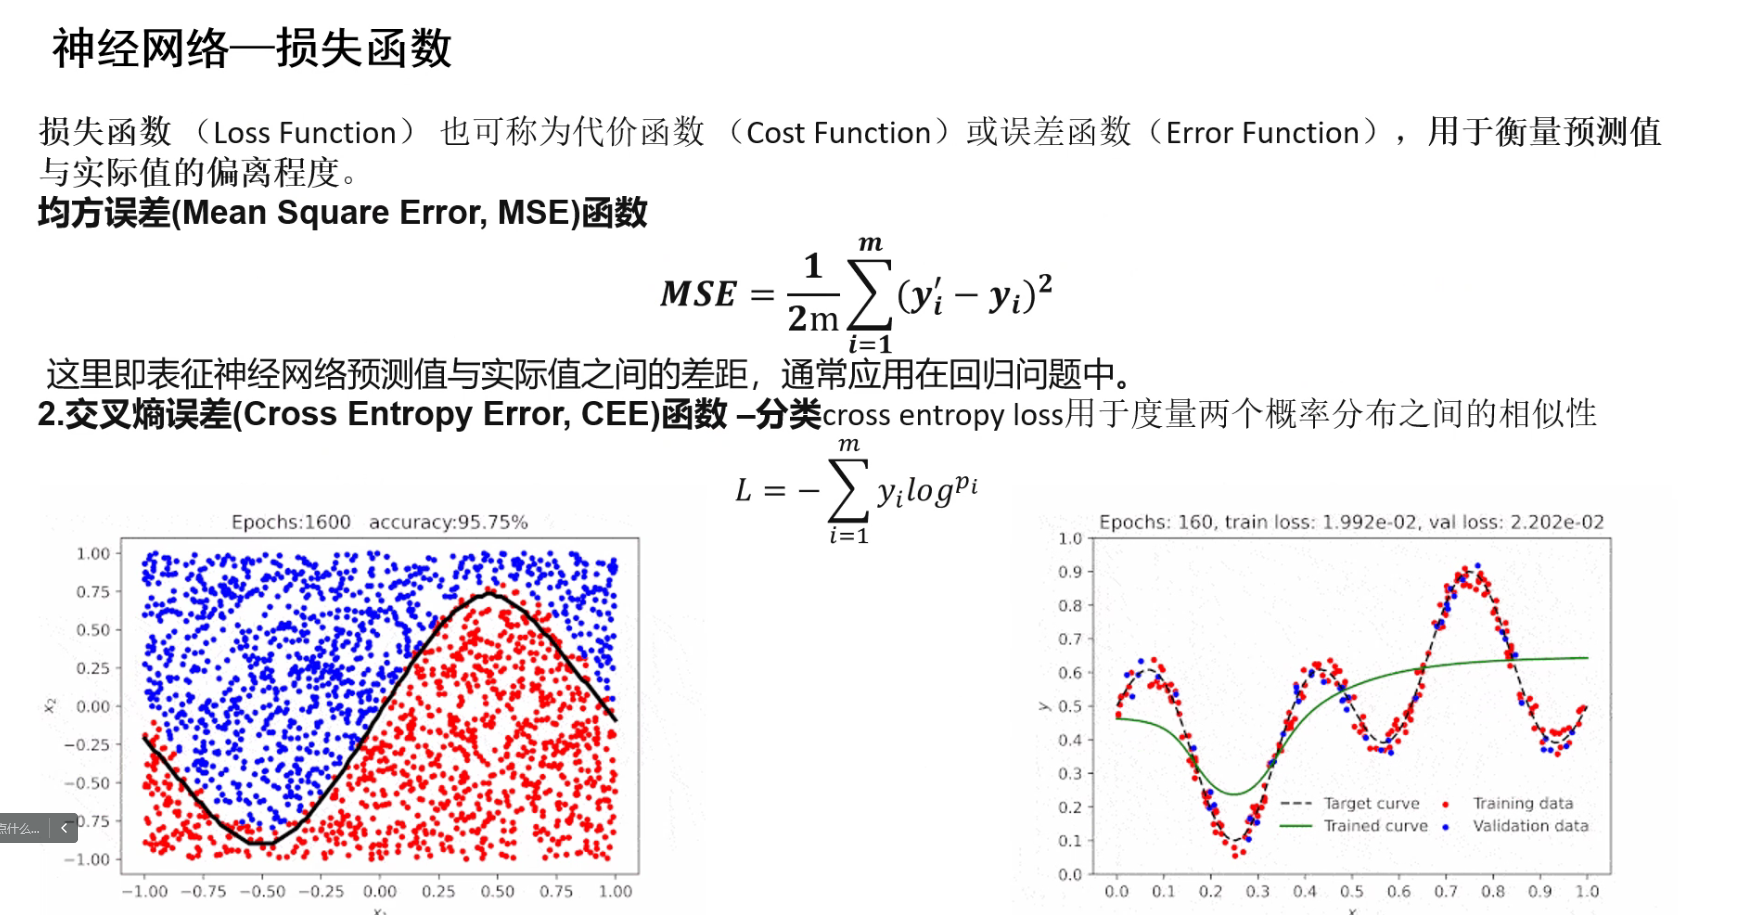 神经网络—损失函数
损失函数 （Loss Function） 也可称为代价函数 （Cost Function）或误差函数（Error Function），用于衡量预测值
与实际值的偏离程度。
均方误差(Mean Square Error, MSE)函数
MSE = \frac{1}{2m} \sum_{i=1}^{m} (y_i' − y_i)^2
这里即表征神经网络预测值与实际值之间的差距，通常应用在回归问题中。
2.交叉熵误差(Cross Entropy Error, CEE)函数 –分类cross entropy loss用于度量两个概率分布之间的相似性
L = − \sum_{i=1}^{m} y_i log^{p_i}
Epochs:1600 accuracy:95.75%
1.00
0.75
0.50
0.25
0.00
−0.25
−0.50
0.75
−1.00
x_2
−1.00 −0.75 −0.50 −0.25 0.00 0.25 0.50 0.75 1.00
点什么...
Epochs: 160, train loss: 1.992e-02, val loss: 2.202e-02
1.0
0.9
0.8
0.7
0.6
0.5
0.4
0.3
0.2
0.1
0.0
y
Target curve Training data
Trained curve Validation data
0.0 0.1 0.2 0.3 0.4 0.5 0.6 0.7 0.8 0.9 1.0